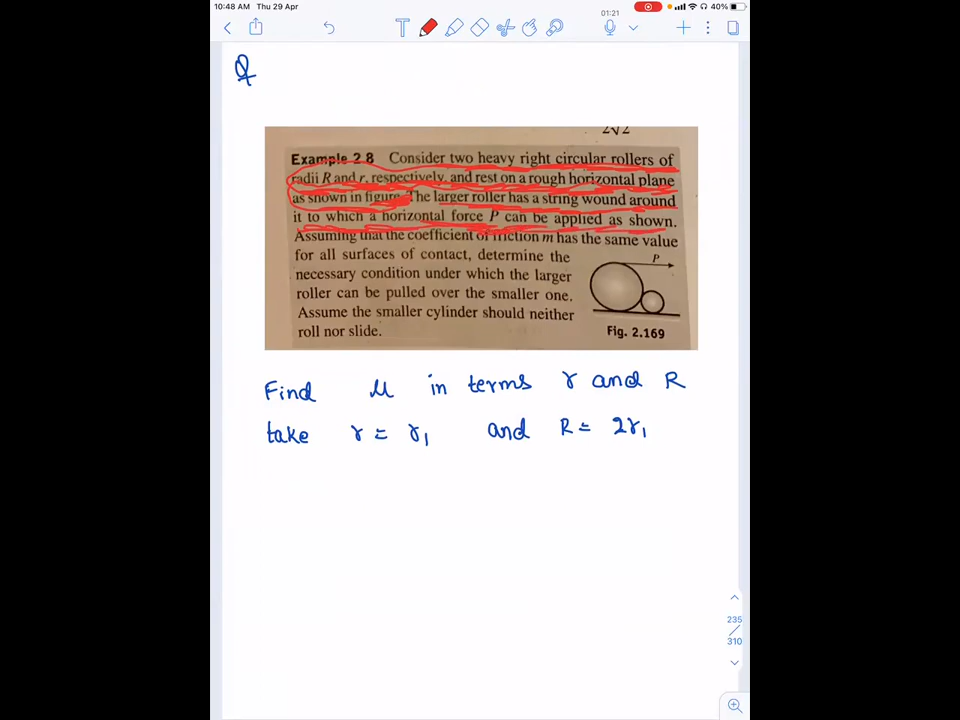 10:48 AM Thu 29 Apr
01:21
40%
T
Q
2√2
Example 2.8 Consider two heavy right circular rollers of
radii R and r, respectively, and rest on a rough horizontal plane
as shown in figure. The larger roller has a string wound around
it to which a horizontal force P can be applied as shown.
Assuming that the coefficient of friction m has the same value
for all surfaces of contact, determine the
necessary condition under which the larger
roller can be pulled over the smaller one.
Assume the smaller cylinder should neither
roll nor slide.
P
Fig. 2.169
Find μ in terms r and R
take r = r₁ and R = 2r₁
235
310